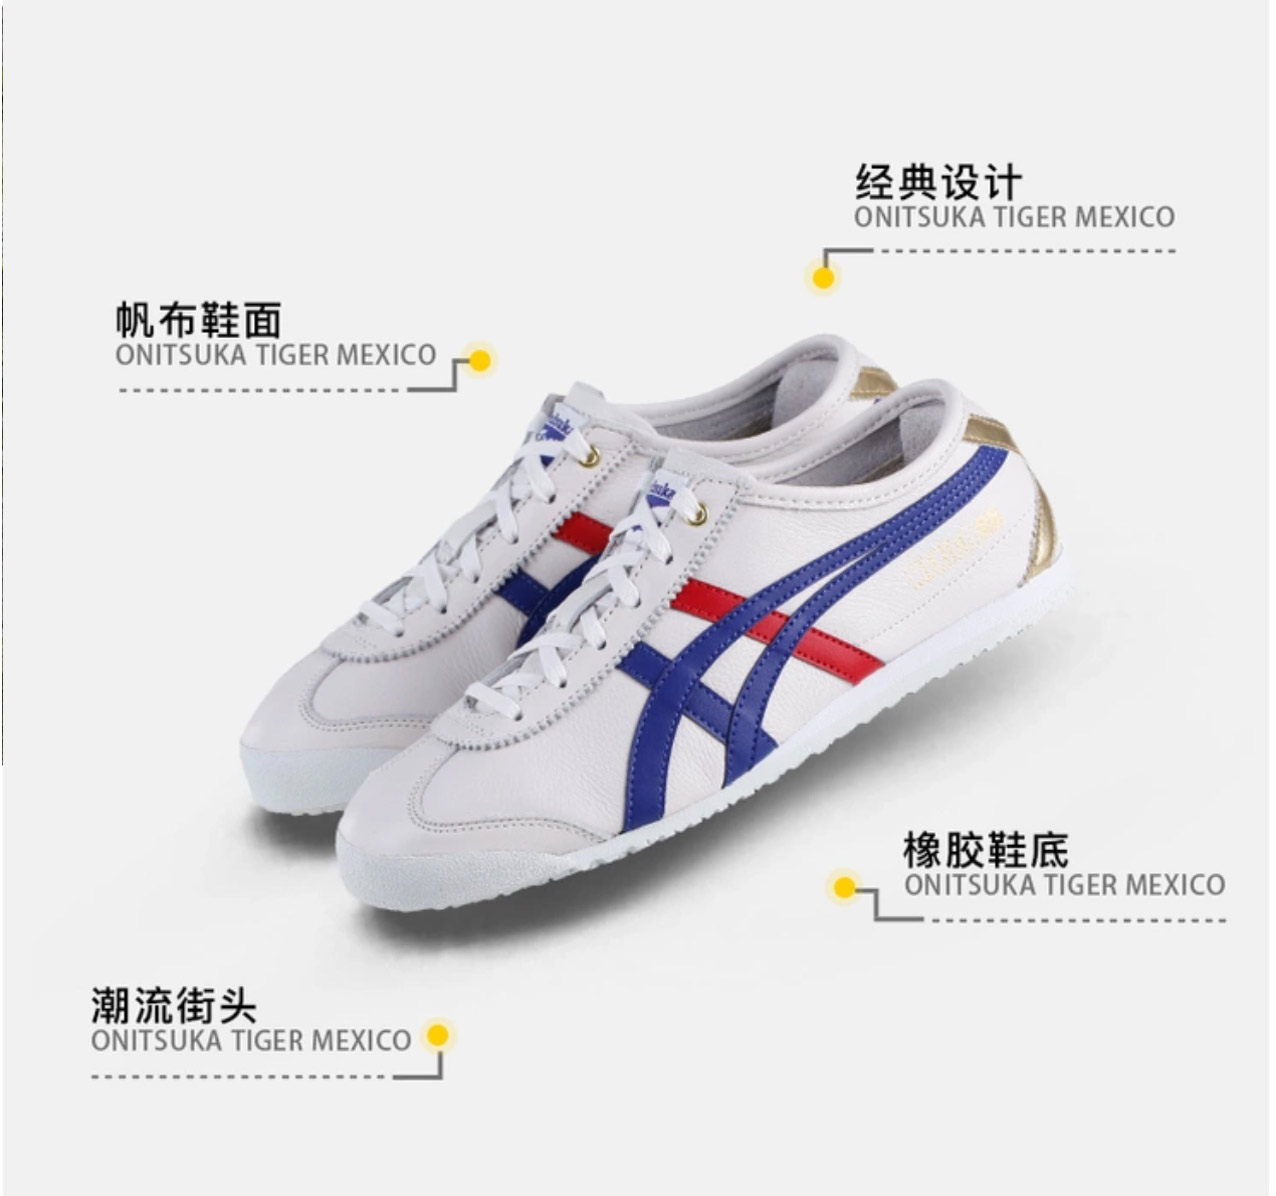 经典设计
ONITSUKA TIGER MEXICO
帆布鞋面
ONITSUKA TIGER MEXICO
橡胶鞋底
ONITSUKA TIGER MEXICO
潮流街头
ONITSUKA TIGER MEXICO